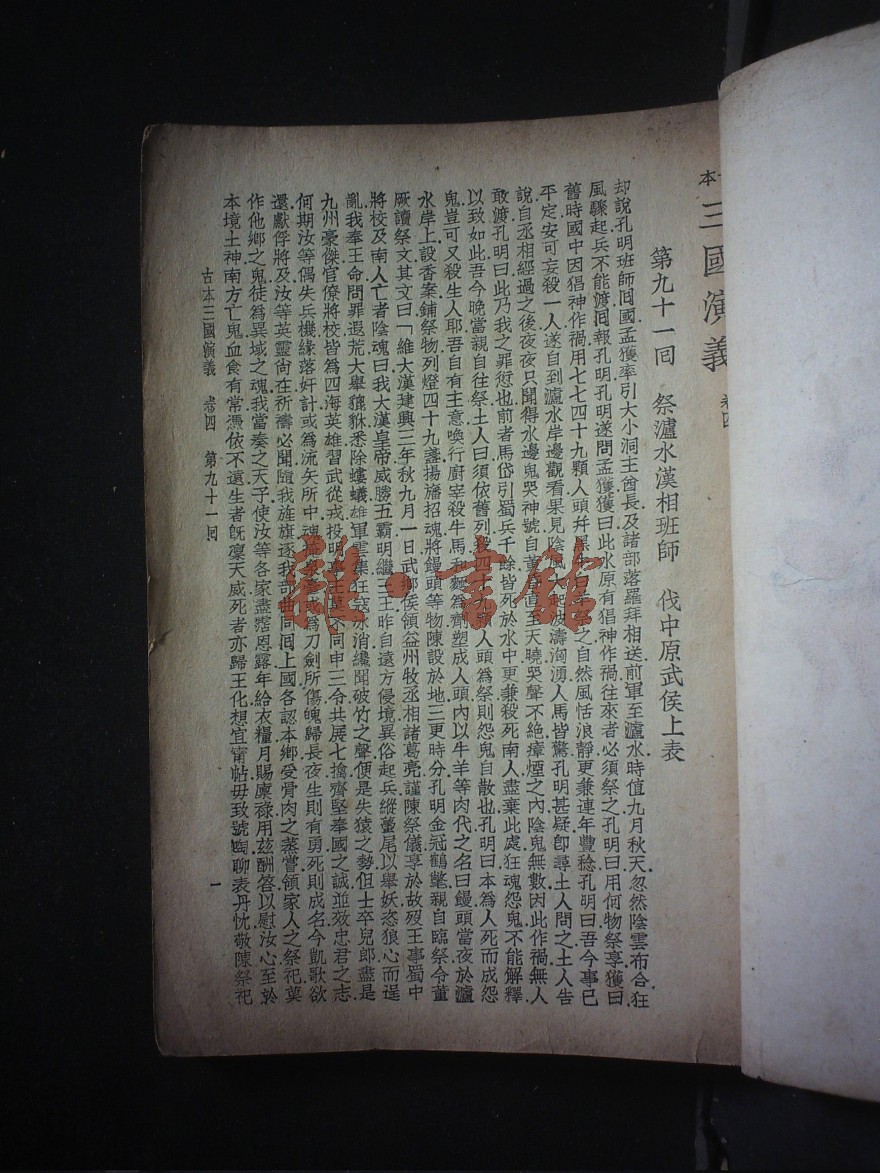 本 三國演義 卷四
第九十一回 祭瀘水漢相班師 伐中原武侯上表
却說孔明班師回國孟獲率引大小洞主酋長及諸部落羅拜相送前軍至瀘水時值九月秋天忽然陰雲布合狂
風驟起兵不能渡回報孔明孔明遂問孟獲獲曰此水原有猖神作禍往來者必須祭之孔明曰用何物祭享獲曰
舊時國中因猖神作禍用七七四十九顆人頭幷黑牛白羊祭之自然風恬浪靜更兼連年豐稔孔明曰吾今事已
平定安可妄殺一人遂自到瀘水岸邊觀看果見陰風大起波濤洶湧人馬皆驚孔明甚疑卽尋土人問之土人告
說自丞相經過之後夜夜只聞得水邊鬼哭神號自黃昏直至天曉哭聲不絕瘴煙之內陰鬼無數因此作禍無人
敢渡孔明曰此乃我之罪愆也前者馬岱引蜀兵千餘皆死於水中更兼殺死南人盡棄此處狂魂怨鬼不能解釋
以致如此吾今晚當親自往祭土人曰須依舊例殺四十九顆人頭爲祭則怨鬼自散也孔明曰本爲人死而成怨
鬼豈可又殺生人耶吾自有主意喚行廚宰殺牛馬和麵爲劑塑成人頭內以牛羊等肉代之名曰饅頭當夜於瀘
水岸上設香案鋪祭物列燈四十九盞揚旛招魂將饅頭等物陳設於地三更時分孔明金冠鶴氅親自臨祭令董
厥讀祭文其文曰「維大漢建興三年秋九月一日武鄉侯領益州牧丞相諸葛亮謹陳祭儀享於故歿王事蜀中
將校及南人亡者陰魂曰我大漢皇帝威勝五霸明繼三王昨自遠方侵境異俗起兵縱蠆尾以舉妖恣狼心而逞
亂我奉王命問罪遐荒大舉貔貅悉除螻蟻雄軍雲集狂寇冰消纔聞破竹之聲便是失猿之勢但士卒兒郎盡是
九州豪傑官僚將校皆爲四海英雄習武從戎投明事主莫不同申三令共展七擒齊堅奉國之誠並效忠君之志
何期汝等偶失兵機緣落奸計或爲流矢所中魂掩泉臺或爲刀劍所傷魄歸長夜生則有勇死則成名今凱歌欲
還獻俘將及汝等英靈尙在祈禱必聞隨我旌旗逐我部曲同回上國各認本鄉受骨肉之蒸嘗領家人之祭祀莫
作他鄉之鬼徒爲異域之魂我當奏之天子使汝等各家盡霑恩露年給衣糧月賜廩祿用茲酬答以慰汝心至於
本境土神南方亡鬼血食有常憑依不遠生者旣凜天威死者亦歸王化想宜甯帖毋致號啕聊表丹忱敬陳祭祀
古本三國演義 卷四 第九十一回 一
雜·書館